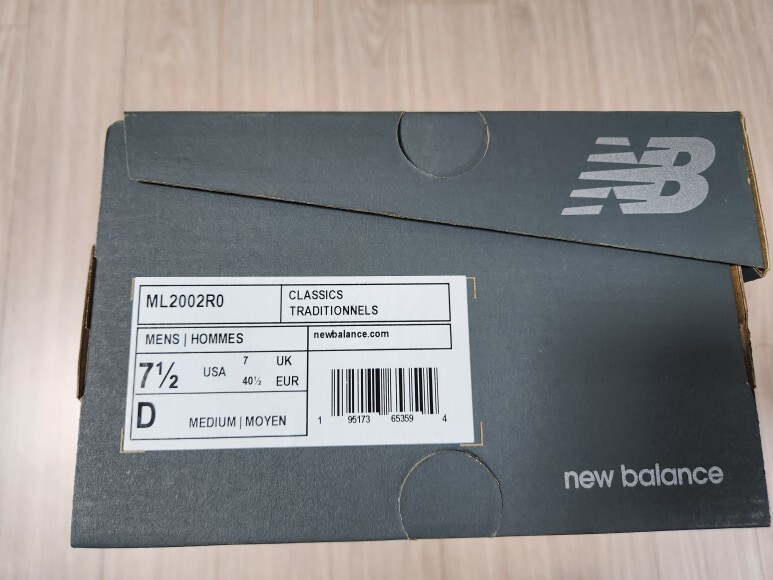 NB
ML2002R0
CLASSICS
TRADITIONNELS
MENS | HOMMES
newbalance.com
7½ USA 7 UK
40½ EUR
D MEDIUM | MOYEN
1 95173 65359 4
new balance